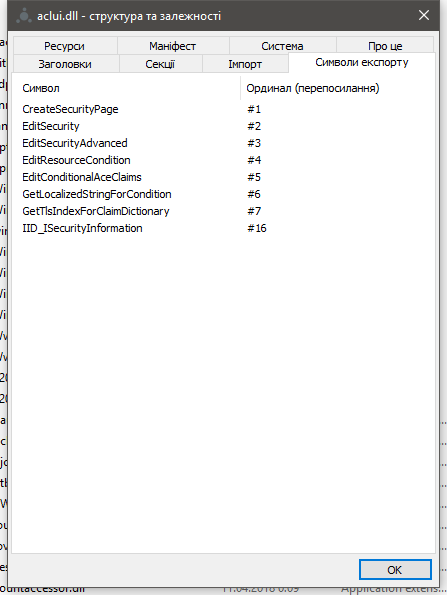 aclui.dll - структура та залежності
Ресурси Маніфест Система Про це
Заголовки Секції Імпорт Символи експорту
Символ Ординал (перепосилання)
CreateSecurityPage #1
EditSecurity #2
EditSecurityAdvanced #3
EditResourceCondition #4
EditConditionalAceClaims #5
GetLocalizedStringForCondition #6
GetTlsIndexForClaimDictionary #7
IID_ISecurityInformation #16
OK
ountaccessor.dll 11.04.2018 6:09 Application extens...